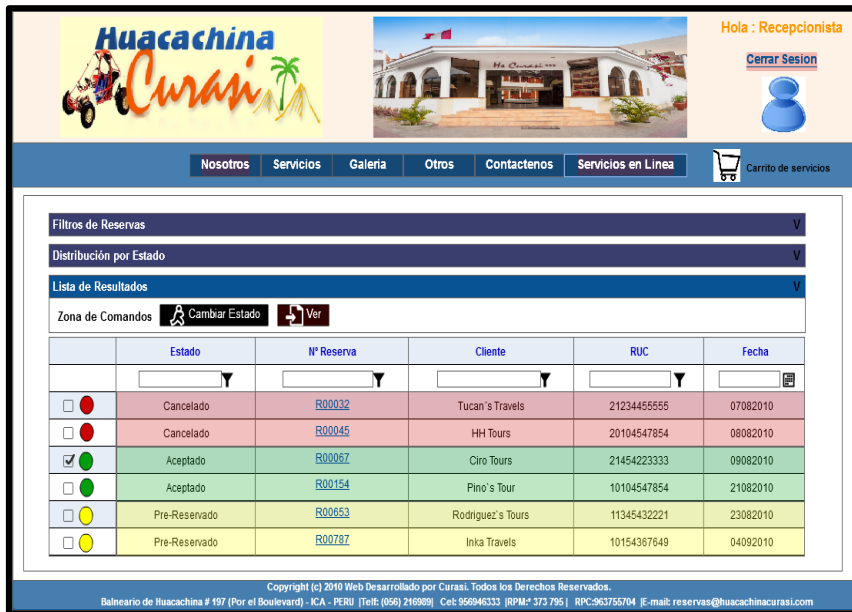 Huacachina
Curasi
Ho Curasi ***
Hola : Recepcionista
Cerrar Sesion
Nosotros Servicios Galeria Otros Contactenos Servicios en Linea
Carrito de servicios
Filtros de Reservas V
Distribución por Estado V
Lista de Resultados V
Zona de Comandos Cambiar Estado Ver
Estado Nº Reserva Cliente RUC Fecha
Cancelado R00032 Tucan´s Travels 21234455555 07082010
Cancelado R00045 HH Tours 20104547854 08082010
Aceptado R00067 Ciro Tours 21454223333 09082010
Aceptado R00154 Pino`s Tour 10104547854 21082010
Pre-Reservado R00653 Rodriguez`s Tours 11345432221 23082010
Pre-Reservado R00787 Inka Travels 10154367649 04092010
Copyright (c) 2010 Web Desarrollado por Curasi. Todos los Derechos Reservados.
Balneario de Huacachina # 197 (Por el Boulevard) - ICA - PERU |Telf: (056) 216989| Cel: 956946333 |RPM:* 373 795 | RPC:963755704 |E-mail: reservas@huacachinacurasi.com